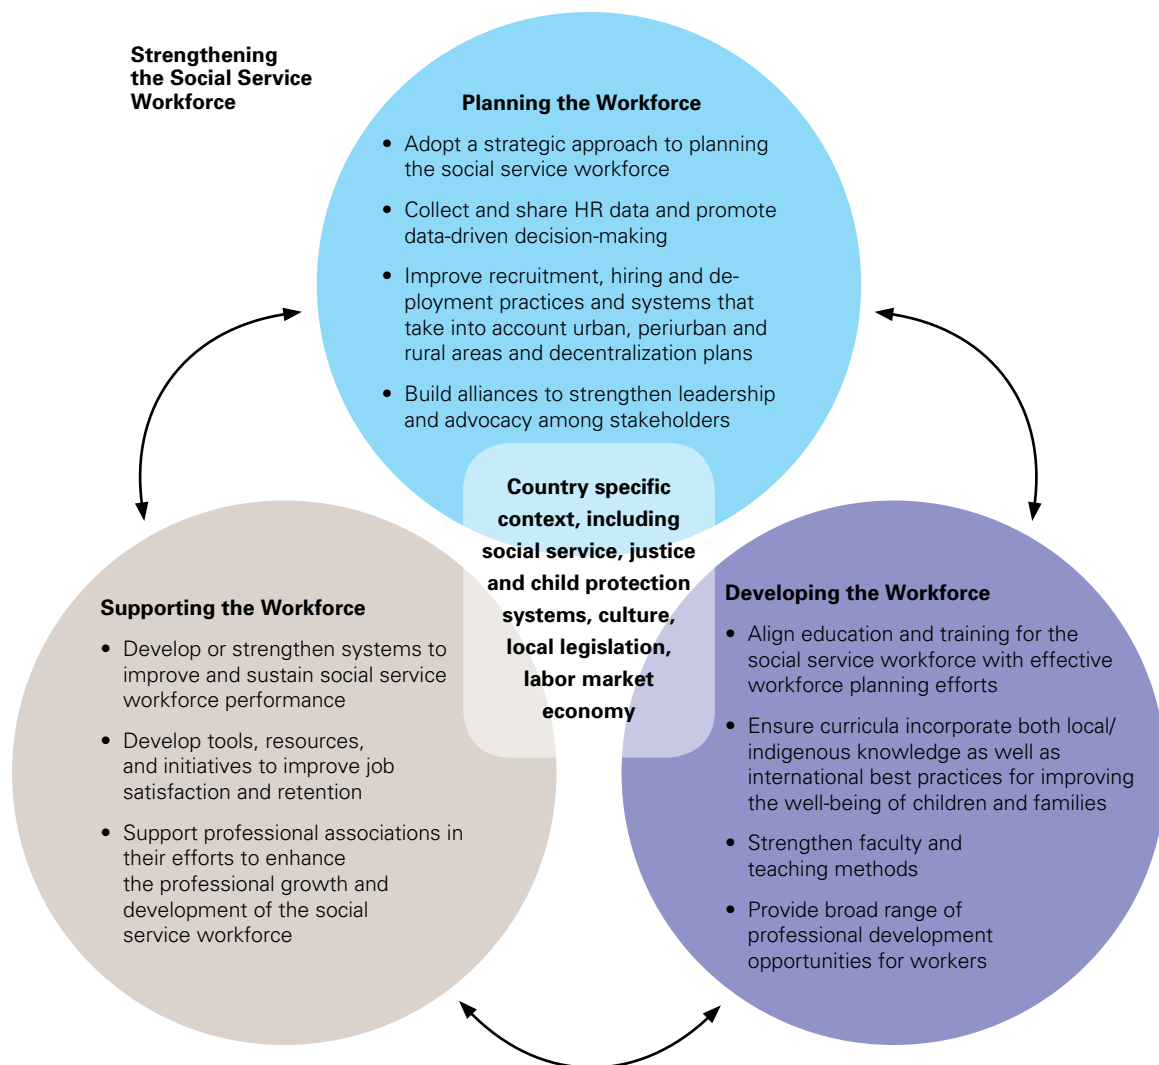 Strengthening
the Social Service
Workforce
Planning the Workforce
• Adopt a strategic approach to planning
the social service workforce
• Collect and share HR data and promote
data-driven decision-making
• Improve recruitment, hiring and de-
ployment practices and systems that
take into account urban, periurban and
rural areas and decentralization plans
• Build alliances to strengthen leadership
and advocacy among stakeholders
Country specific
context, including
social service, justice
and child protection
systems, culture,
local legislation,
labor market
economy
Supporting the Workforce
• Develop or strengthen systems to
improve and sustain social service
workforce performance
• Develop tools, resources,
and initiatives to improve job
satisfaction and retention
• Support professional associations in
their efforts to enhance
the professional growth and
development of the social
service workforce
Developing the Workforce
• Align education and training for the
social service workforce with effective
workforce planning efforts
• Ensure curricula incorporate both local/
indigenous knowledge as well as
international best practices for improving
the well-being of children and families
• Strengthen faculty and
teaching methods
• Provide broad range of
professional development
opportunities for workers